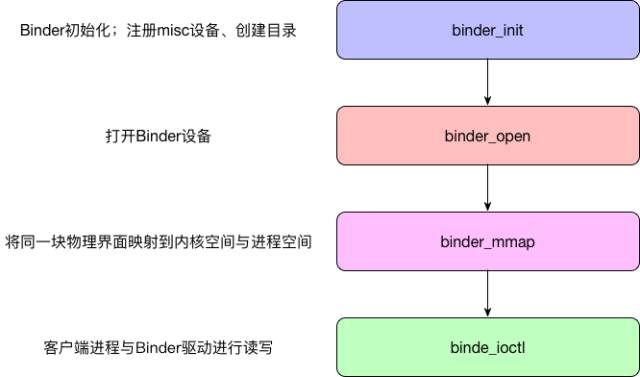 Binder初始化；注册misc设备、创建目录
binder_init
打开Binder设备
binder_open
将同一块物理界面映射到内核空间与进程空间
binder_mmap
客户端进程与Binder驱动进行读写
binde_ioctl